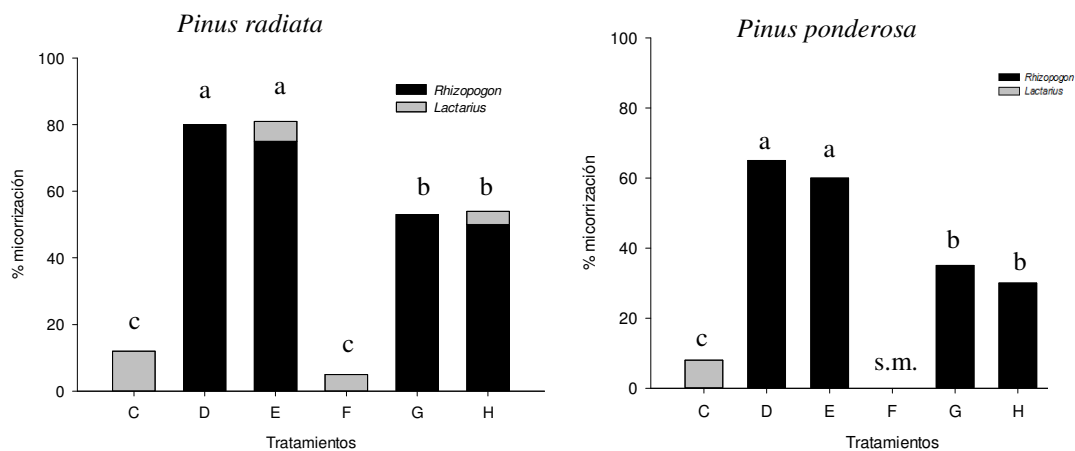 Pinus radiata
100
80
60
40
20
0
% micorrización
a
a
b
b
c
c
Rhizopogon
Lactarius
C D E F G H
Tratamientos
Pinus ponderosa
100
80
60
40
20
0
% micorrización
a
a
b
b
c
s.m.
Rhizopogon
Lactarius
C D E F G H
Tratamientos